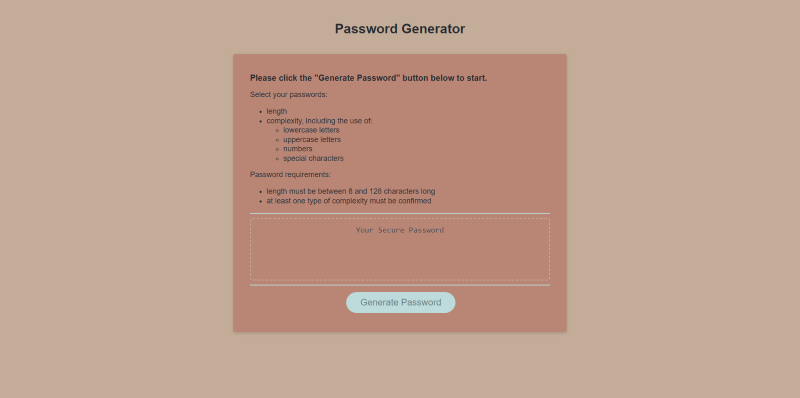 Password Generator
Please click the "Generate Password" button below to start.
Select your passwords:
length
complexity, including the use of:
lowercase letters
uppercase letters
numbers
special characters
Password requirements:
length must be between 8 and 128 characters long
at least one type of complexity must be confirmed
Your Secure Password
Generate Password